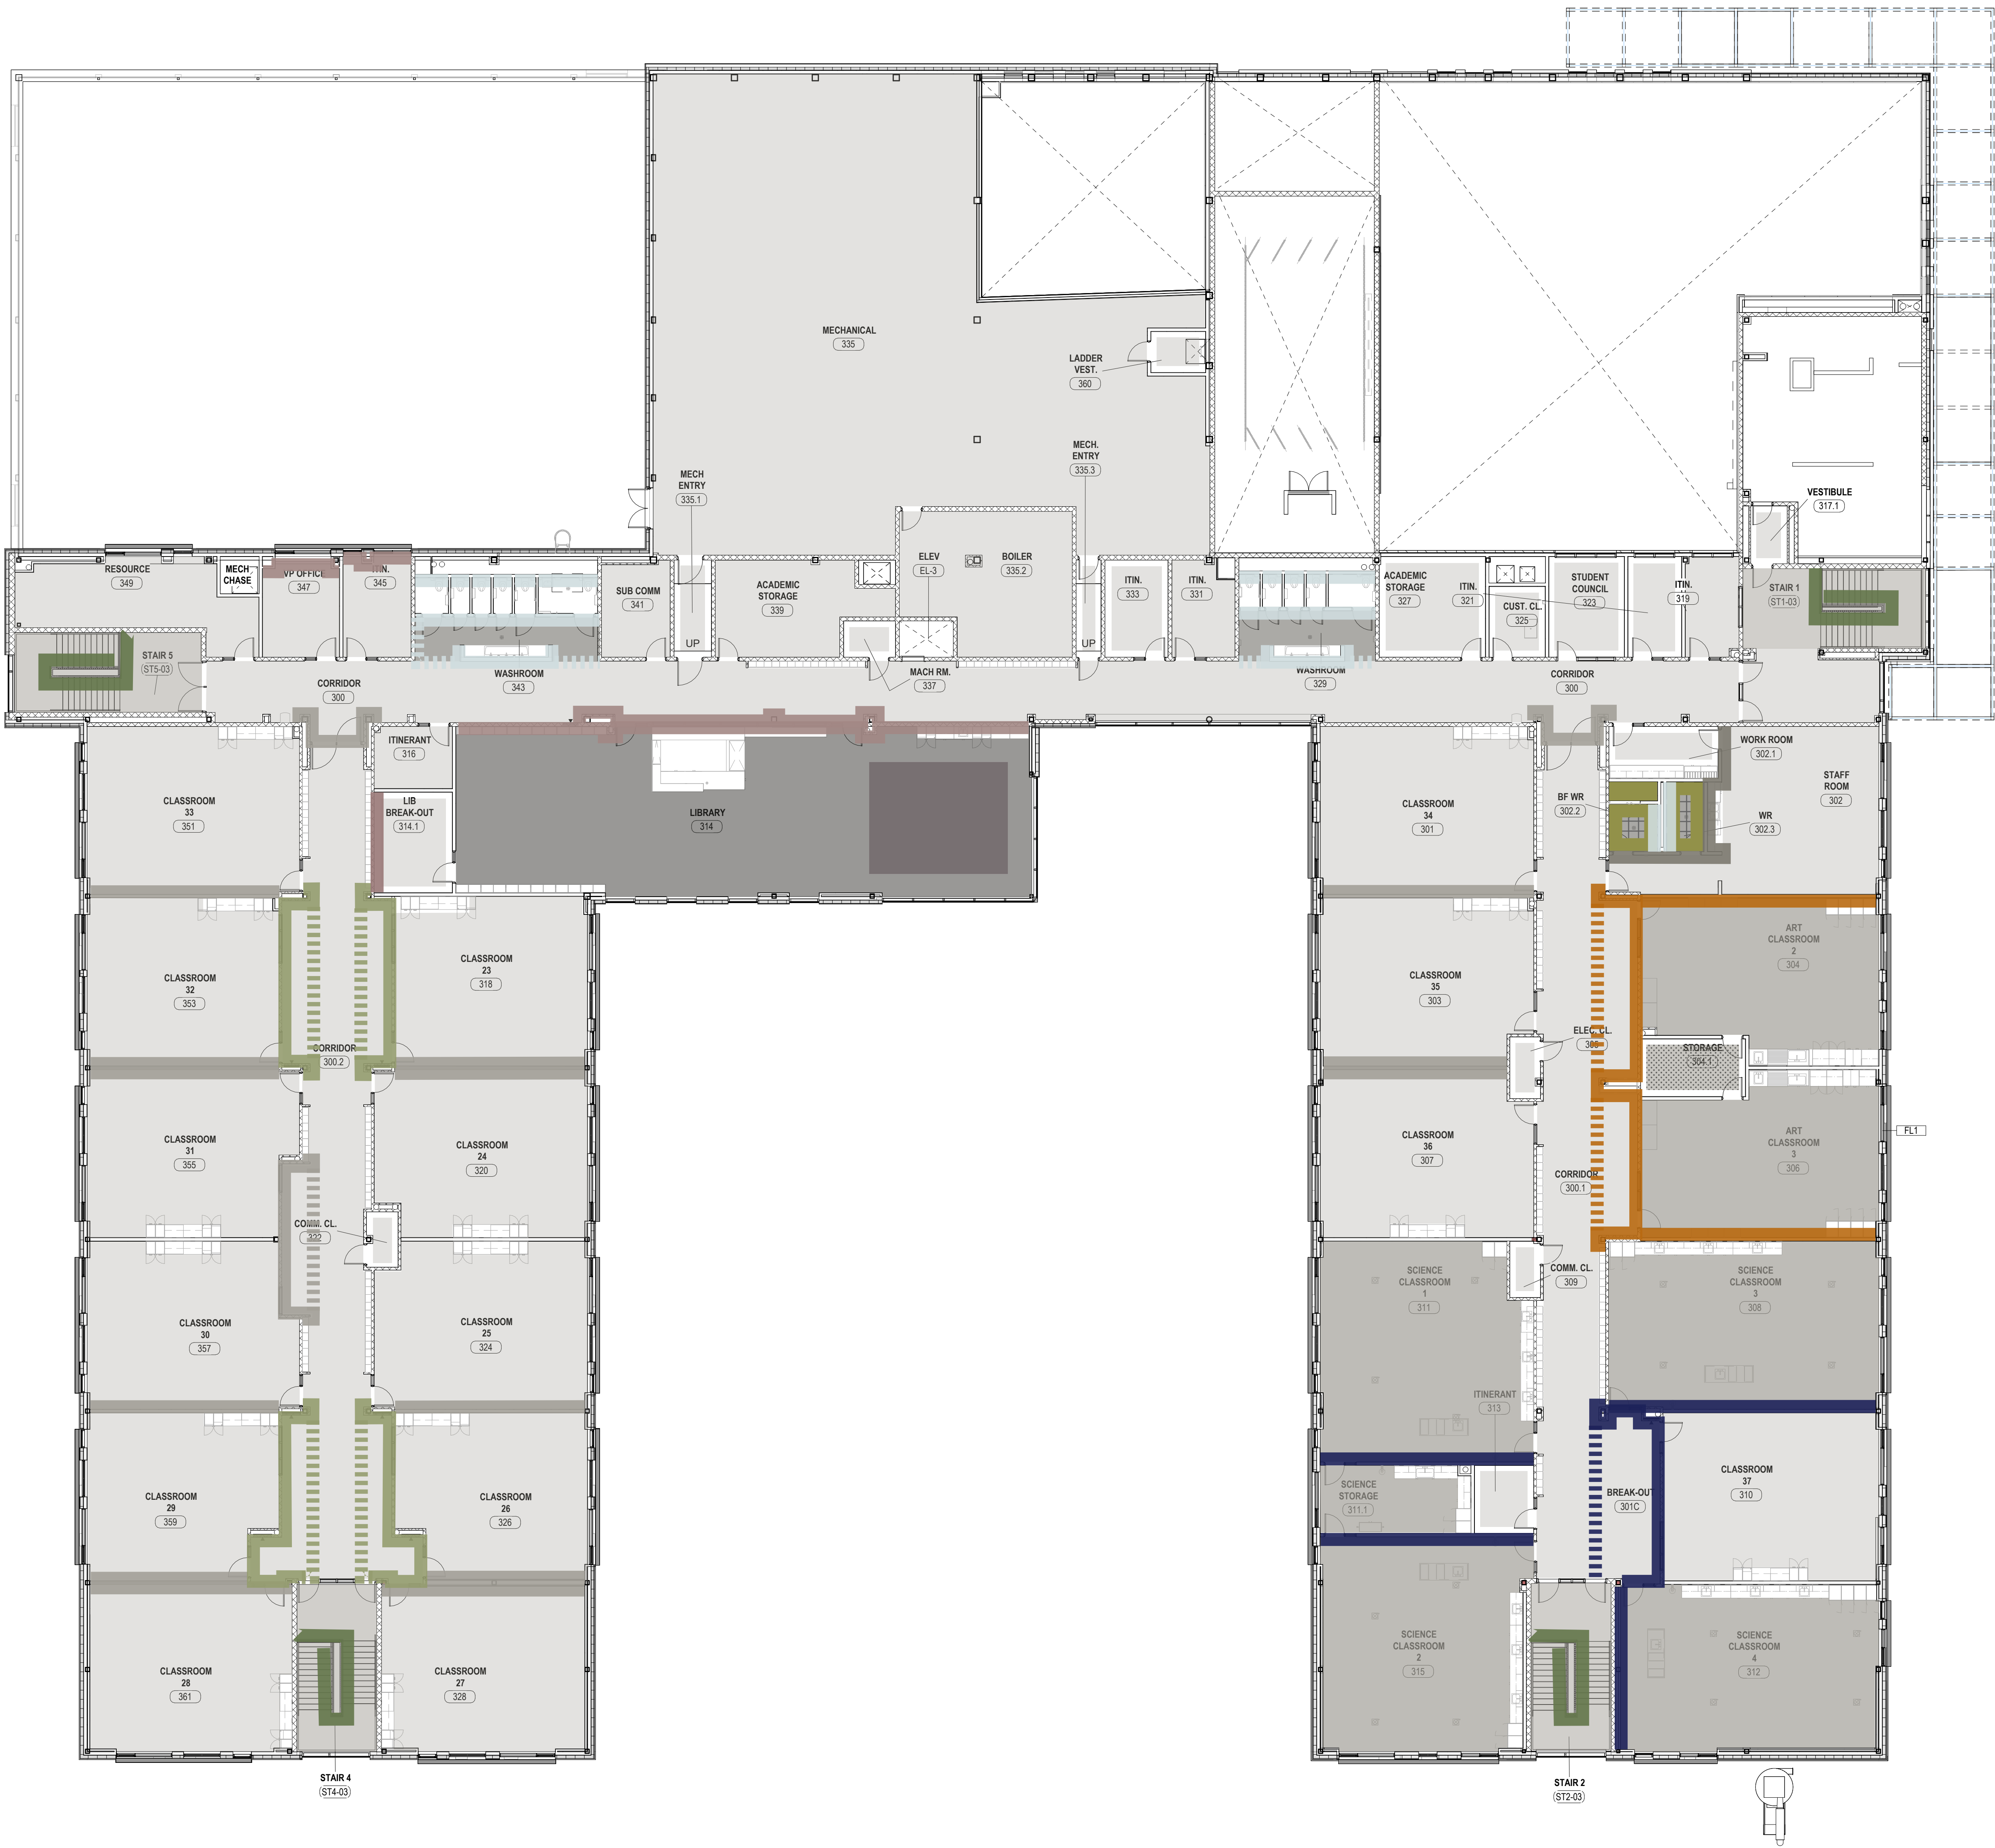 MECHANICAL
335
LADDER
VEST.
360
MECH
ENTRY
335.1
MECH.
ENTRY
335.3
VESTIBULE
317.1
RESOURCE
349
MECH
CHASE
VP OFFICE
347
ITIN.
345
SUB COMM
341
UP
ACADEMIC
STORAGE
339
ELEV
EL-3
BOILER
335.2
UP
ITIN.
333
ITIN.
331
ACADEMIC
STORAGE
327
ITIN.
321
CUST. CL.
325
STUDENT
COUNCIL
323
ITIN.
319
STAIR 1
ST1-03
STAIR 5
ST5-03
CORRIDOR
300
WASHROOM
343
MACH RM.
337
WASHROOM
329
CORRIDOR
300
ITINERANT
316
LIB
BREAK-OUT
314.1
LIBRARY
314
WORK ROOM
302.1
STAFF
ROOM
302
BF WR
302.2
WR
302.3
CLASSROOM
33
351
CLASSROOM
34
301
CLASSROOM
32
353
CLASSROOM
23
318
CORRIDOR
300.2
CLASSROOM
35
303
ART
CLASSROOM
2
304
ELEC. CL.
305
STORAGE
304.1
CLASSROOM
31
355
CLASSROOM
24
320
CLASSROOM
36
307
ART
CLASSROOM
3
306
FL1
CORRIDOR
300.1
COMM. CL.
322
CLASSROOM
30
357
CLASSROOM
25
324
SCIENCE
CLASSROOM
1
311
COMM. CL.
309
SCIENCE
CLASSROOM
3
308
ITINERANT
313
CLASSROOM
29
359
CLASSROOM
26
326
SCIENCE
STORAGE
311.1
BREAK-OUT
301C
CLASSROOM
37
310
CLASSROOM
28
361
CLASSROOM
27
328
SCIENCE
CLASSROOM
2
315
SCIENCE
CLASSROOM
4
312
STAIR 4
ST4-03
STAIR 2
ST2-03